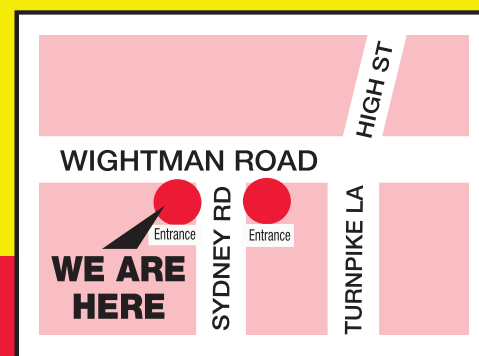 HIGH ST
WIGHTMAN ROAD
Entrance
Entrance
SYDNEY RD
TURNPIKE LA
WE ARE
HERE